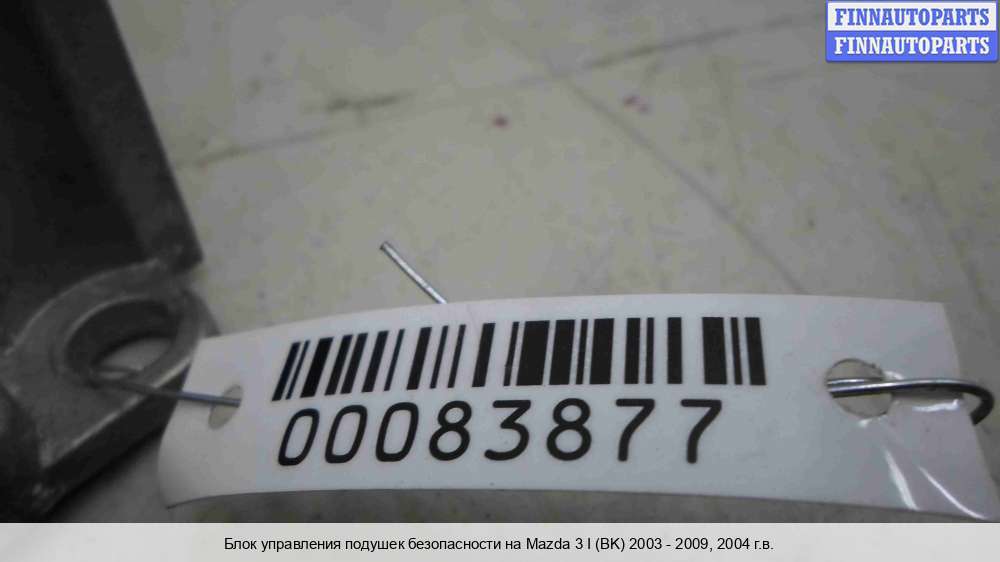 FINNAUTOPARTS
FINNAUTOPARTS
00083877
Блок управления подушек безопасности на Mazda 3 I (BK) 2003 - 2009, 2004 г.в.